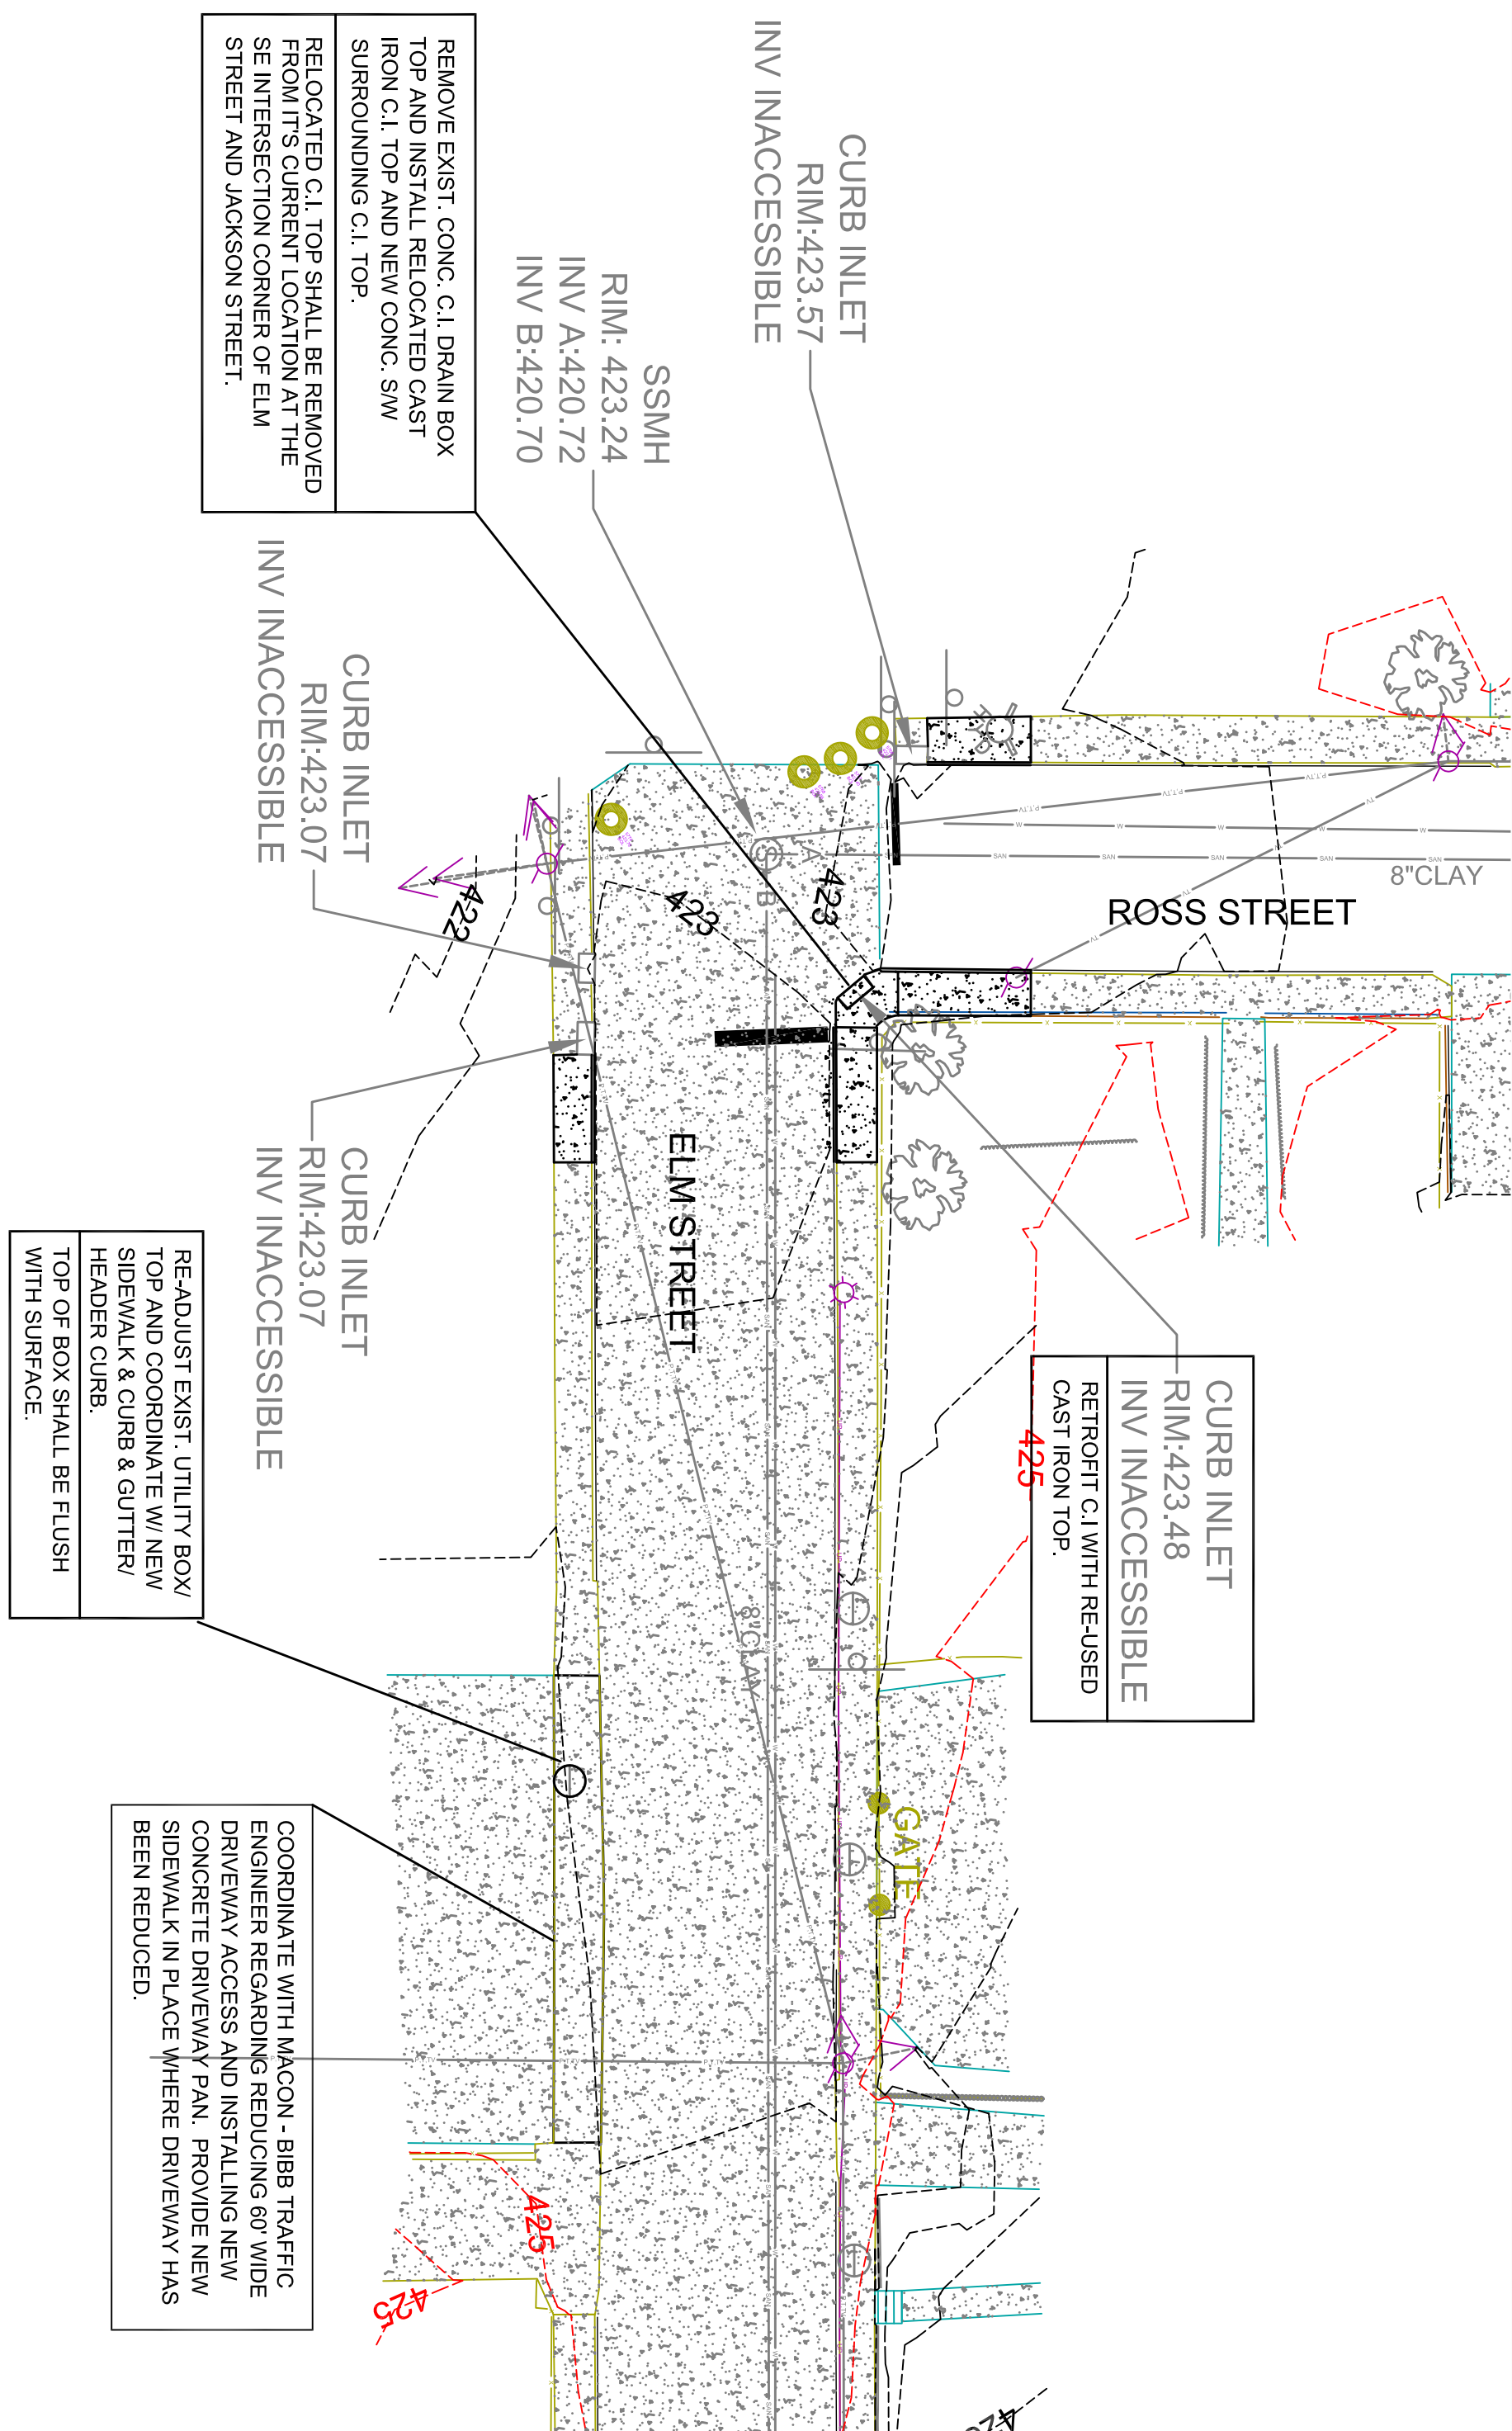 CURB INLET
RIM:423.57
INV INACCESSIBLE
SSMH
RIM: 423.24
INV A:420.72
INV B:420.70
REMOVE EXIST. CONC. C.I. DRAIN BOX
TOP AND INSTALL RELOCATED CAST
IRON C.I. TOP AND NEW CONC. S/W
SURROUNDING C.I. TOP.
RELOCATED C.I. TOP SHALL BE REMOVED
FROM IT'S CURRENT LOCATION AT THE
SE INTERSECTION CORNER OF ELM
STREET AND JACKSON STREET.
CURB INLET
RIM:423.07
INV INACCESSIBLE
8"CLAY
ROSS STREET
A
B
423
423
422
ELM STREET
CURB INLET
RIM:423.07
INV INACCESSIBLE
CURB INLET
RIM:423.48
INV INACCESSIBLE
RETROFIT C.I WITH RE-USED
CAST IRON TOP.
425
RE-ADJUST EXIST. UTILITY BOX/
TOP AND COORDINATE W/ NEW
SIDEWALK & CURB & GUTTER/
HEADER CURB.
TOP OF BOX SHALL BE FLUSH
WITH SURFACE.
8"CLAY
GATE
COORDINATE WITH MACON - BIBB TRAFFIC
ENGINEER REGARDING REDUCING 60' WIDE
DRIVEWAY ACCESS AND INSTALLING NEW
CONCRETE DRIVEWAY PAN. PROVIDE NEW
SIDEWALK IN PLACE WHERE DRIVEWAY HAS
BEEN REDUCED.
425
425